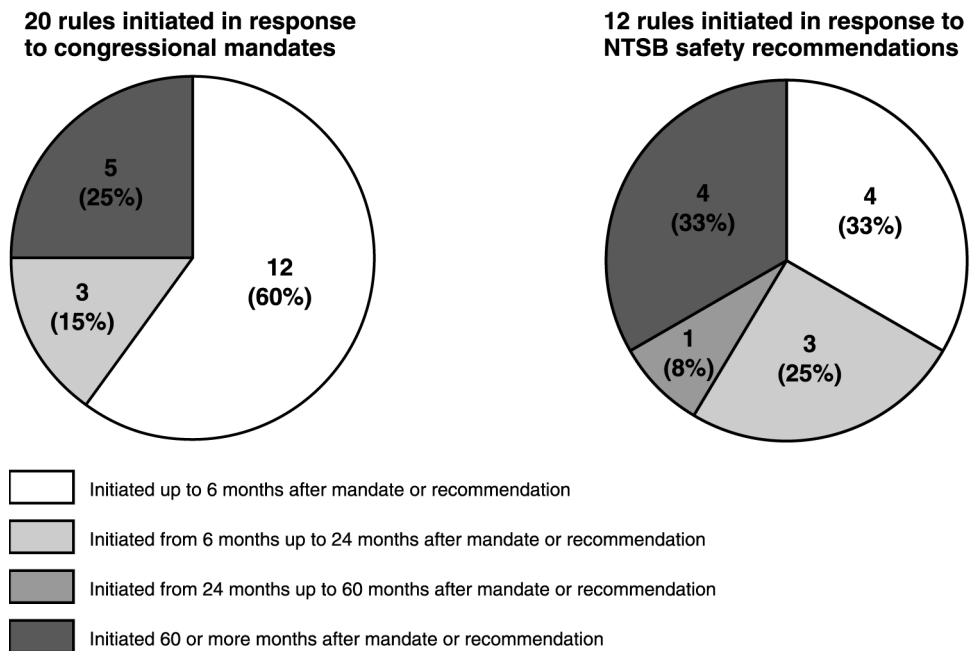 20 rules initiated in response
to congressional mandates
5
(25%)
3
(15%)
12
(60%)
12 rules initiated in response to
NTSB safety recommendations
4
(33%)
4
(33%)
1
(8%)
3
(25%)
Initiated up to 6 months after mandate or recommendation
Initiated from 6 months up to 24 months after mandate or recommendation
Initiated from 24 months up to 60 months after mandate or recommendation
Initiated 60 or more months after mandate or recommendation